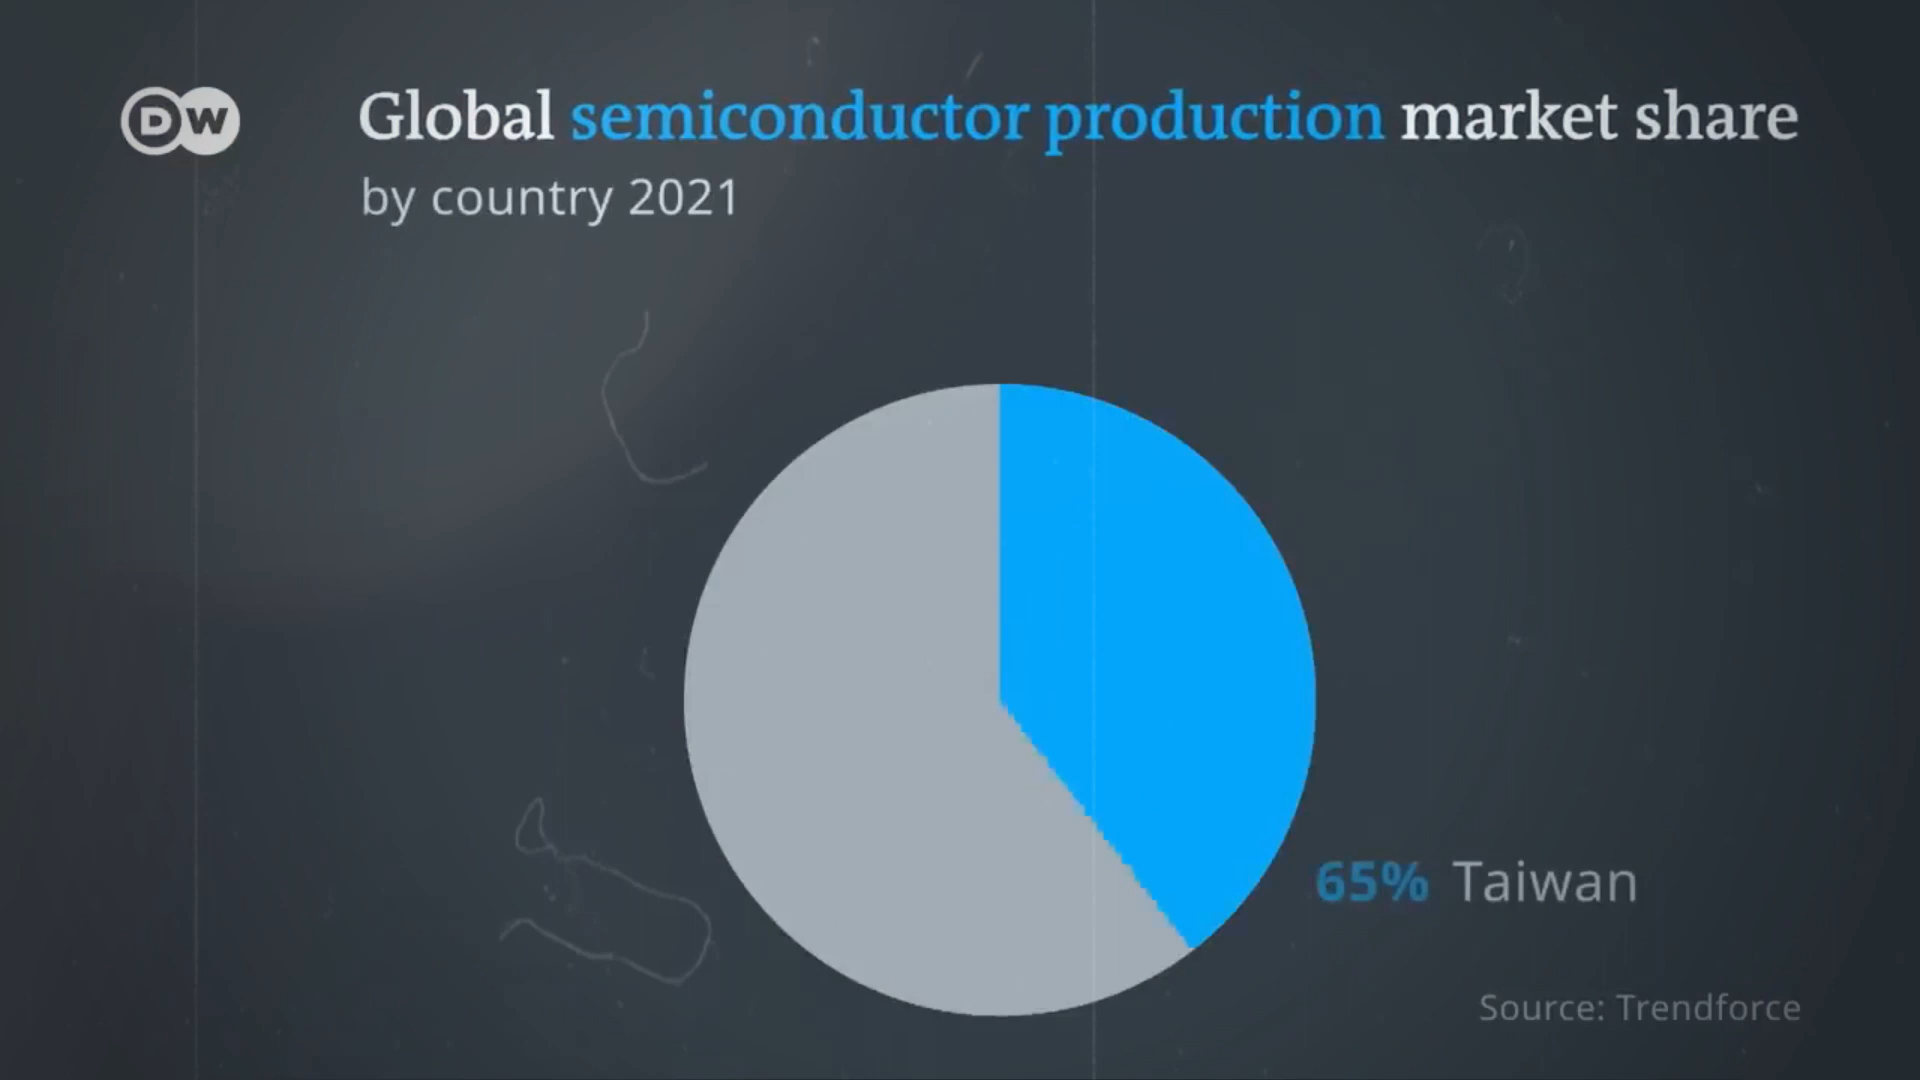 DW
Global semiconductor production market share
by country 2021
65% Taiwan
Source: Trendforce